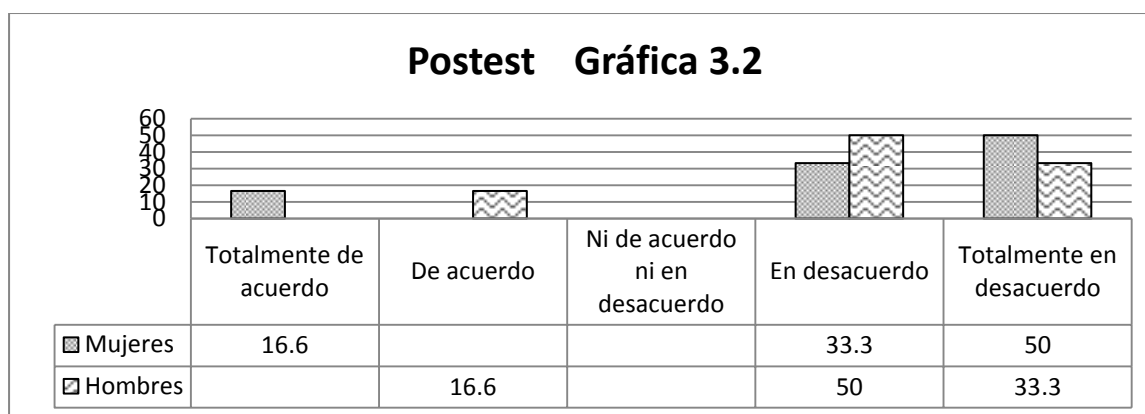 Postest Gráfica 3.2
60
50
40
30
20
10
0
Totalmente de
acuerdo
De acuerdo
Ni de acuerdo
ni en
desacuerdo
En desacuerdo
Totalmente en
desacuerdo
Mujeres 16.6 33.3 50
Hombres 16.6 50 33.3